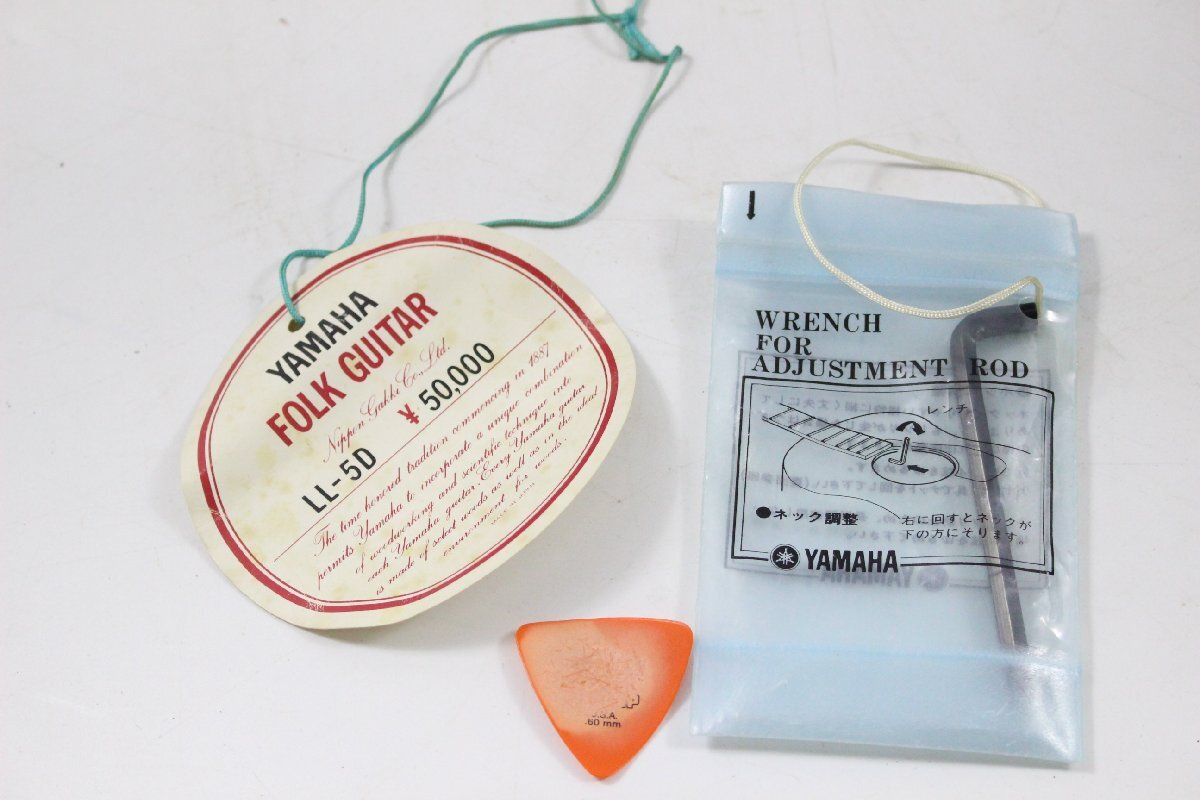 YAMAHA
FOLK GUITAR
Nippon Gakki Co., Ltd.
LL-5D ¥ 50,000
The time honored tradition commencing in 1887
permits Yamaha to incorporate a unique combination
of woodworking and scientific technique into
each Yamaha guitar. Every Yamaha guitar
is made of select woods as well as in the ideal
environment for woods.
WRENCH
FOR
ADJUSTMENT ROD
レンチ
●ネック調整
右に回すとネックが
下の方にそります。
YAMAHA
U.S.A.
.60 mm